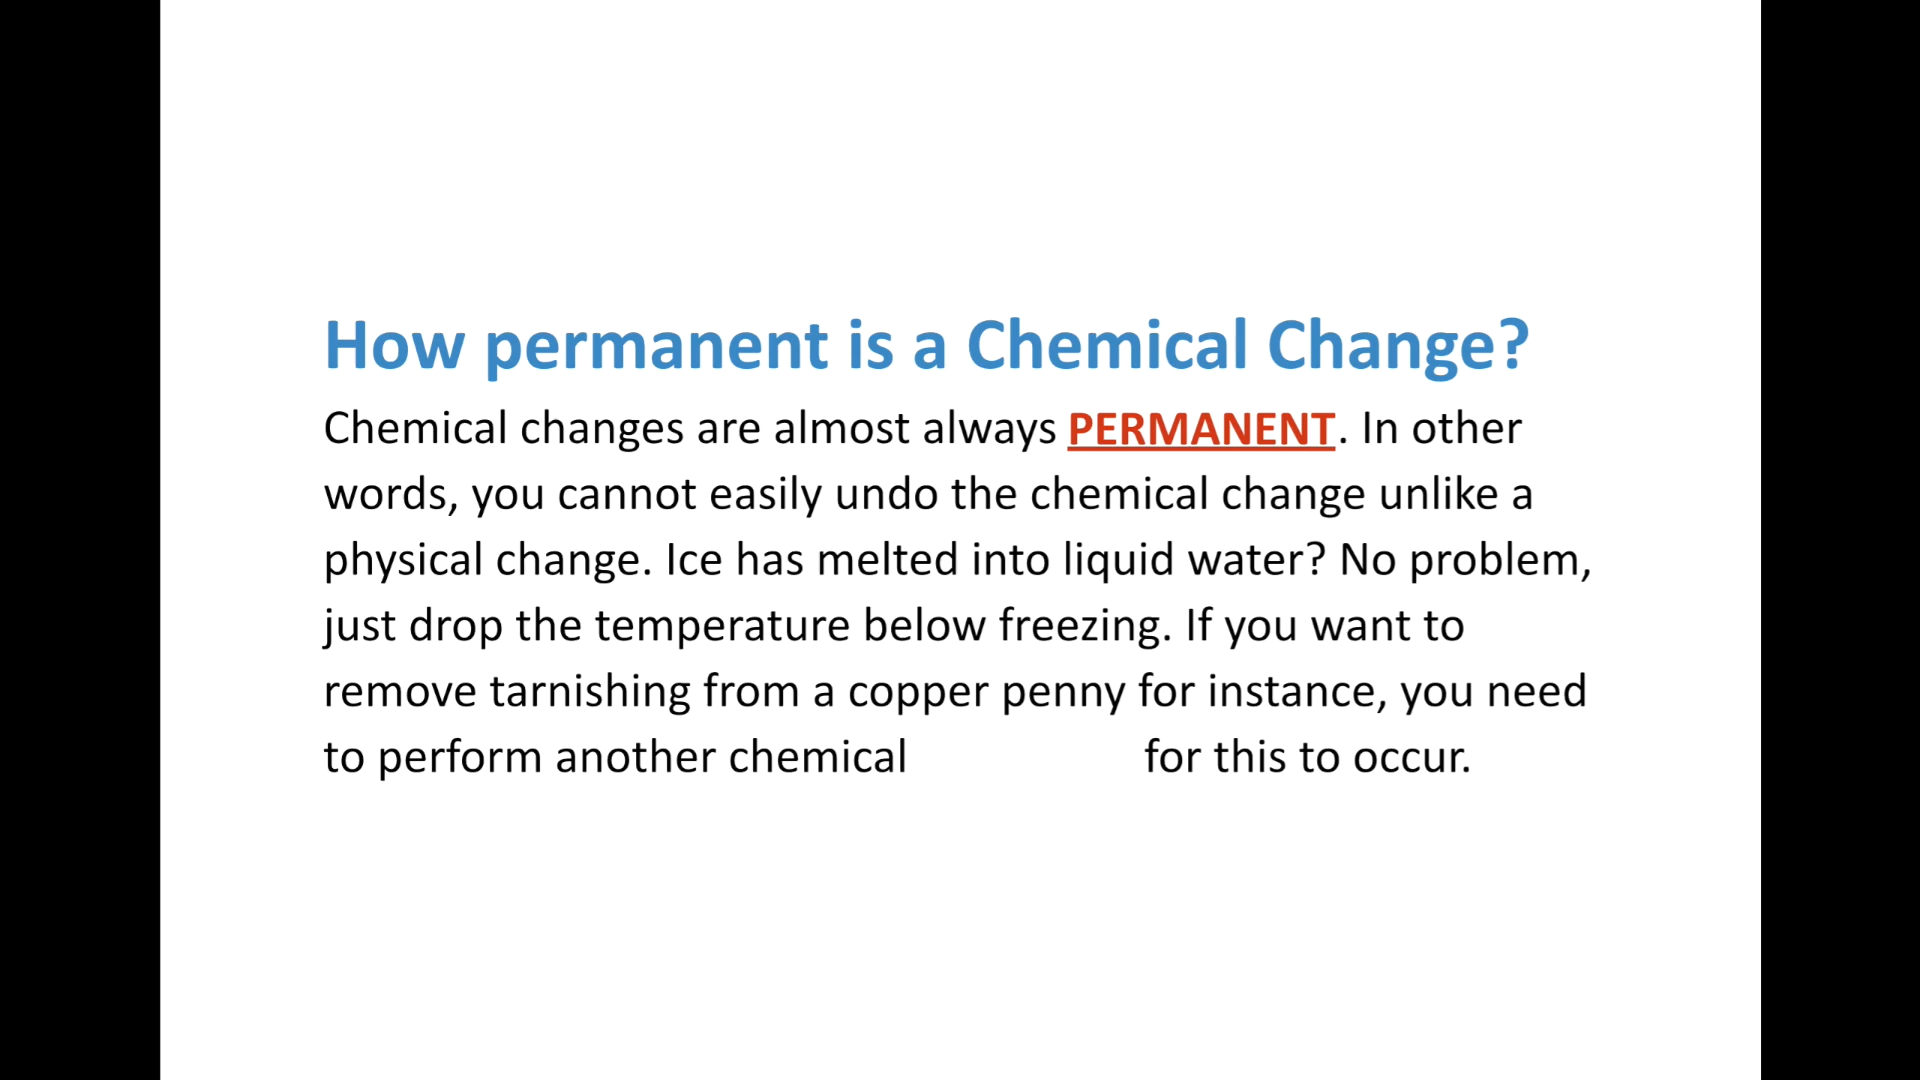 How permanent is a Chemical Change?
Chemical changes are almost always PERMANENT. In other
words, you cannot easily undo the chemical change unlike a
physical change. Ice has melted into liquid water? No problem,
just drop the temperature below freezing. If you want to
remove tarnishing from a copper penny for instance, you need
to perform another chemical for this to occur.